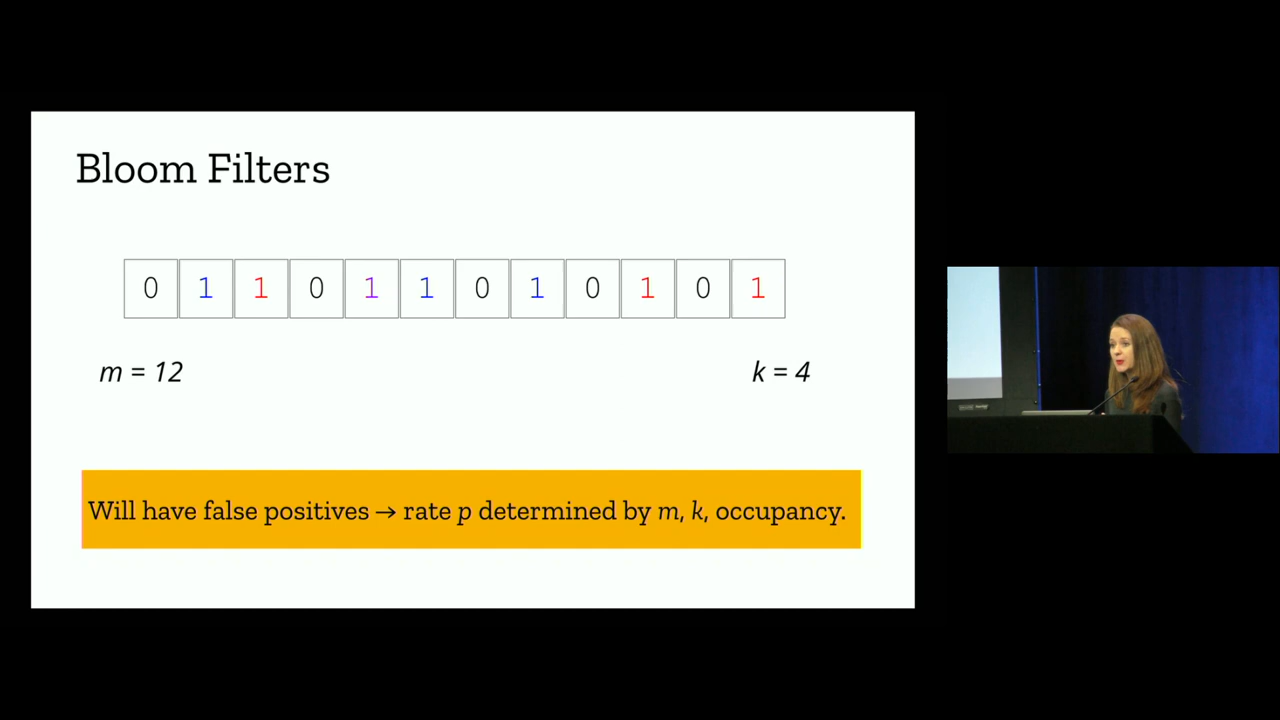 Bloom Filters
0 1 1 0 1 1 0 1 0 1 0 1
m = 12
k = 4
Will have false positives → rate p determined by m, k, occupancy.